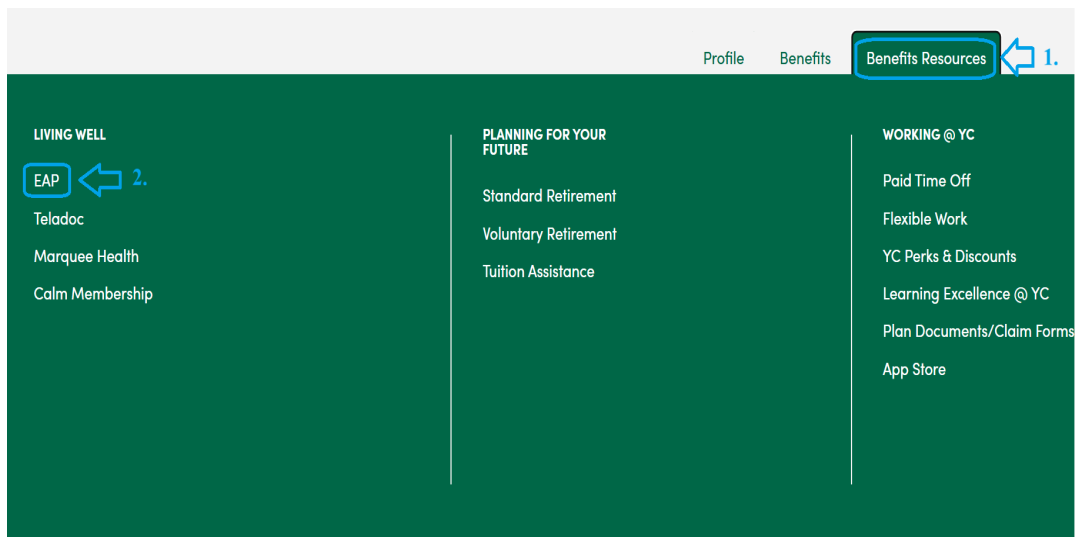 Profile
Benefits
Benefits Resources
1.
LIVING WELL
EAP
2.
Teladoc
Marquee Health
Calm Membership
PLANNING FOR YOUR
FUTURE
Standard Retirement
Voluntary Retirement
Tuition Assistance
WORKING @ YC
Paid Time Off
Flexible Work
YC Perks & Discounts
Learning Excellence @ YC
Plan Documents/Claim Forms
App Store